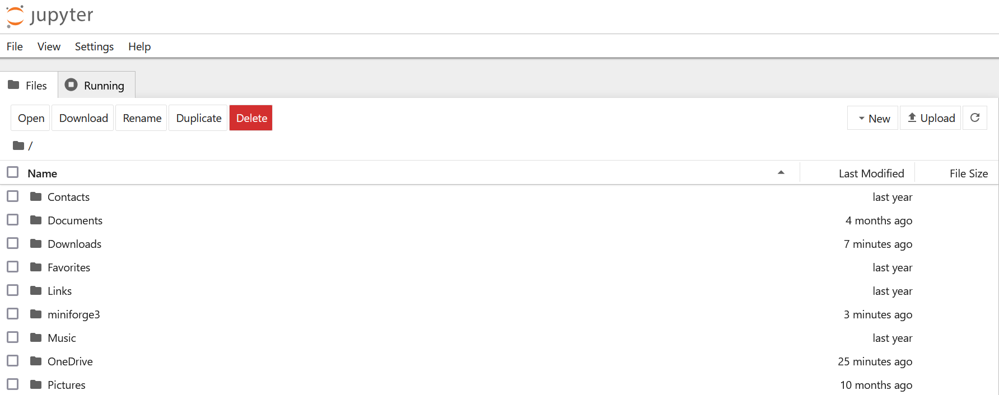 jupyter
File View Settings Help
Files Running
Open Download Rename Duplicate Delete New Upload
/
Name Last Modified File Size
Contacts last year
Documents 4 months ago
Downloads 7 minutes ago
Favorites last year
Links last year
miniforge3 3 minutes ago
Music last year
OneDrive 25 minutes ago
Pictures 10 months ago